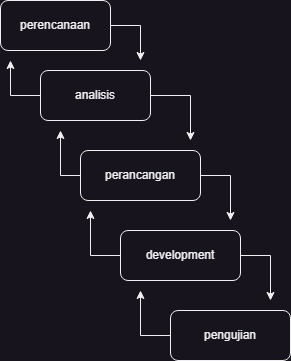 perencanaan
analisis
perancangan
development
pengujian